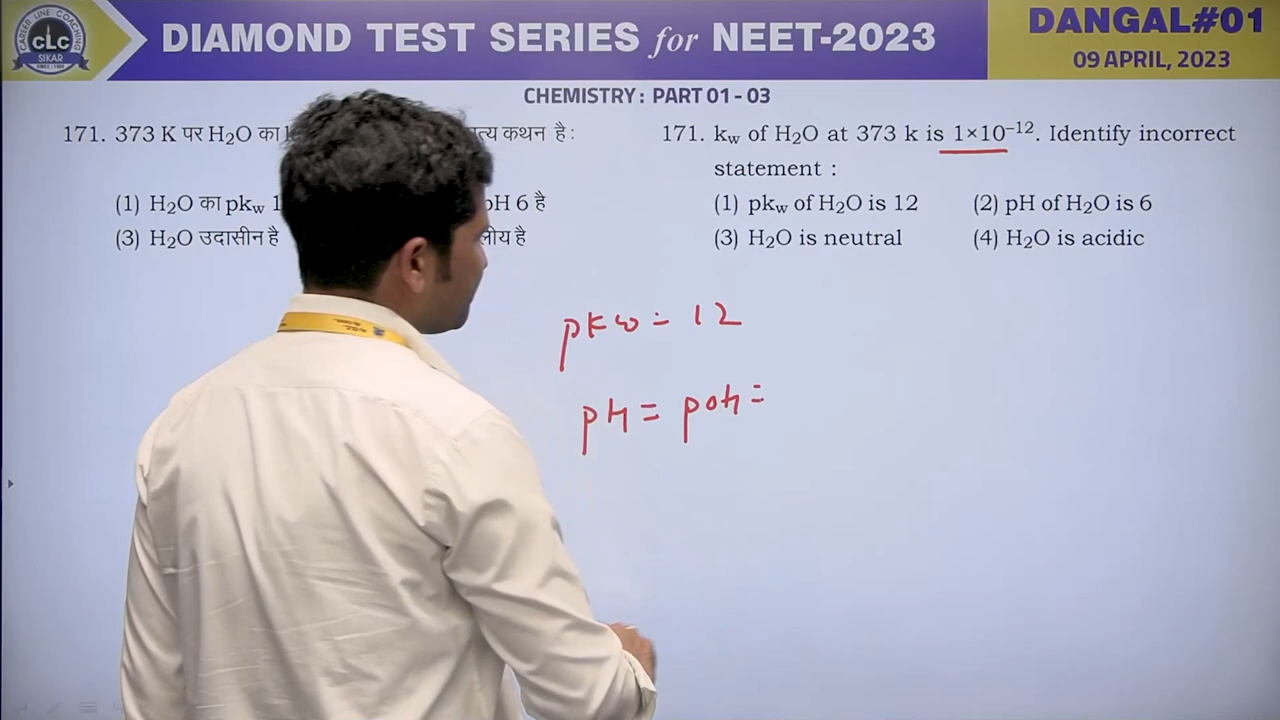 CAREER LINE COACHING
CLC
SIKAR
DIAMOND TEST SERIES for NEET-2023
DANGAL#01
09 APRIL, 2023
CHEMISTRY : PART 01 - 03
171. 373 K पर H₂O का कथन है :
(1) H₂O का pkw pH 6 है
(3) H₂O उदासीन है
171. kw of H₂O at 373 k is 1×10⁻¹². Identify incorrect
statement :
(1) pkw of H₂O is 12 (2) pH of H₂O is 6
(3) H₂O is neutral (4) H₂O is acidic
pkw = 12
pH = pOH =